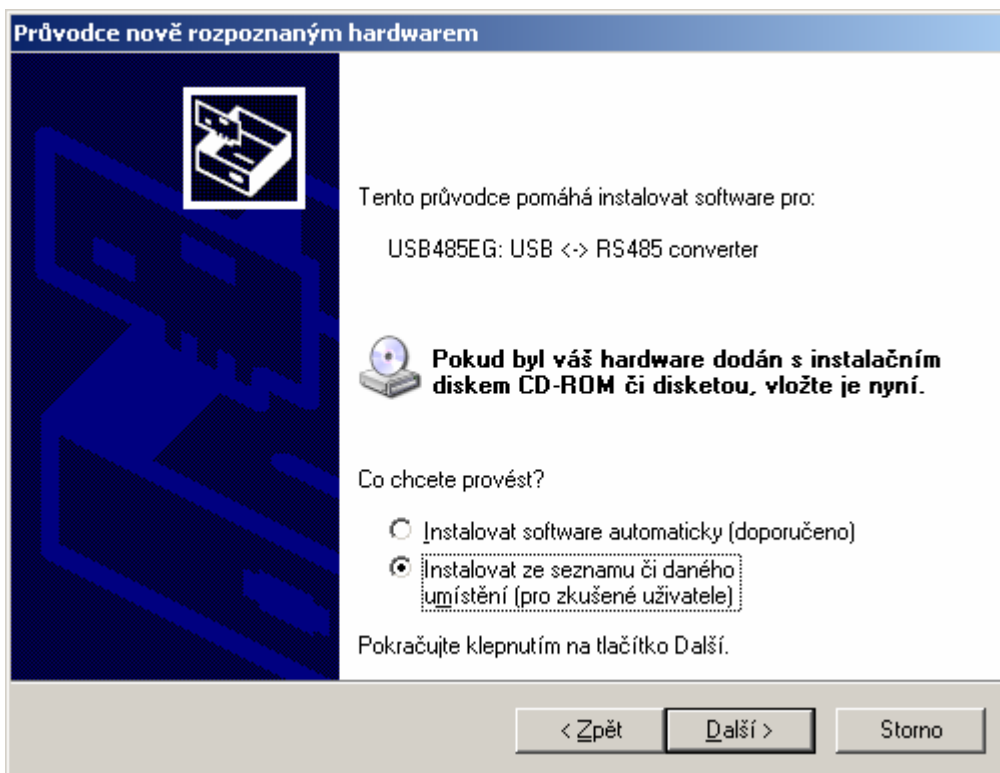 Průvodce nově rozpoznaným hardwarem
Tento průvodce pomáhá instalovat software pro:
USB485EG: USB <-> RS485 converter
Pokud byl váš hardware dodán s instalačním
diskem CD-ROM či disketou, vložte je nyní.
Co chcete provést?
Instalovat software automaticky (doporučeno)
Instalovat ze seznamu či daného
umístění (pro zkušené uživatele)
Pokračujte klepnutím na tlačítko Další.
< Zpět
Další >
Storno